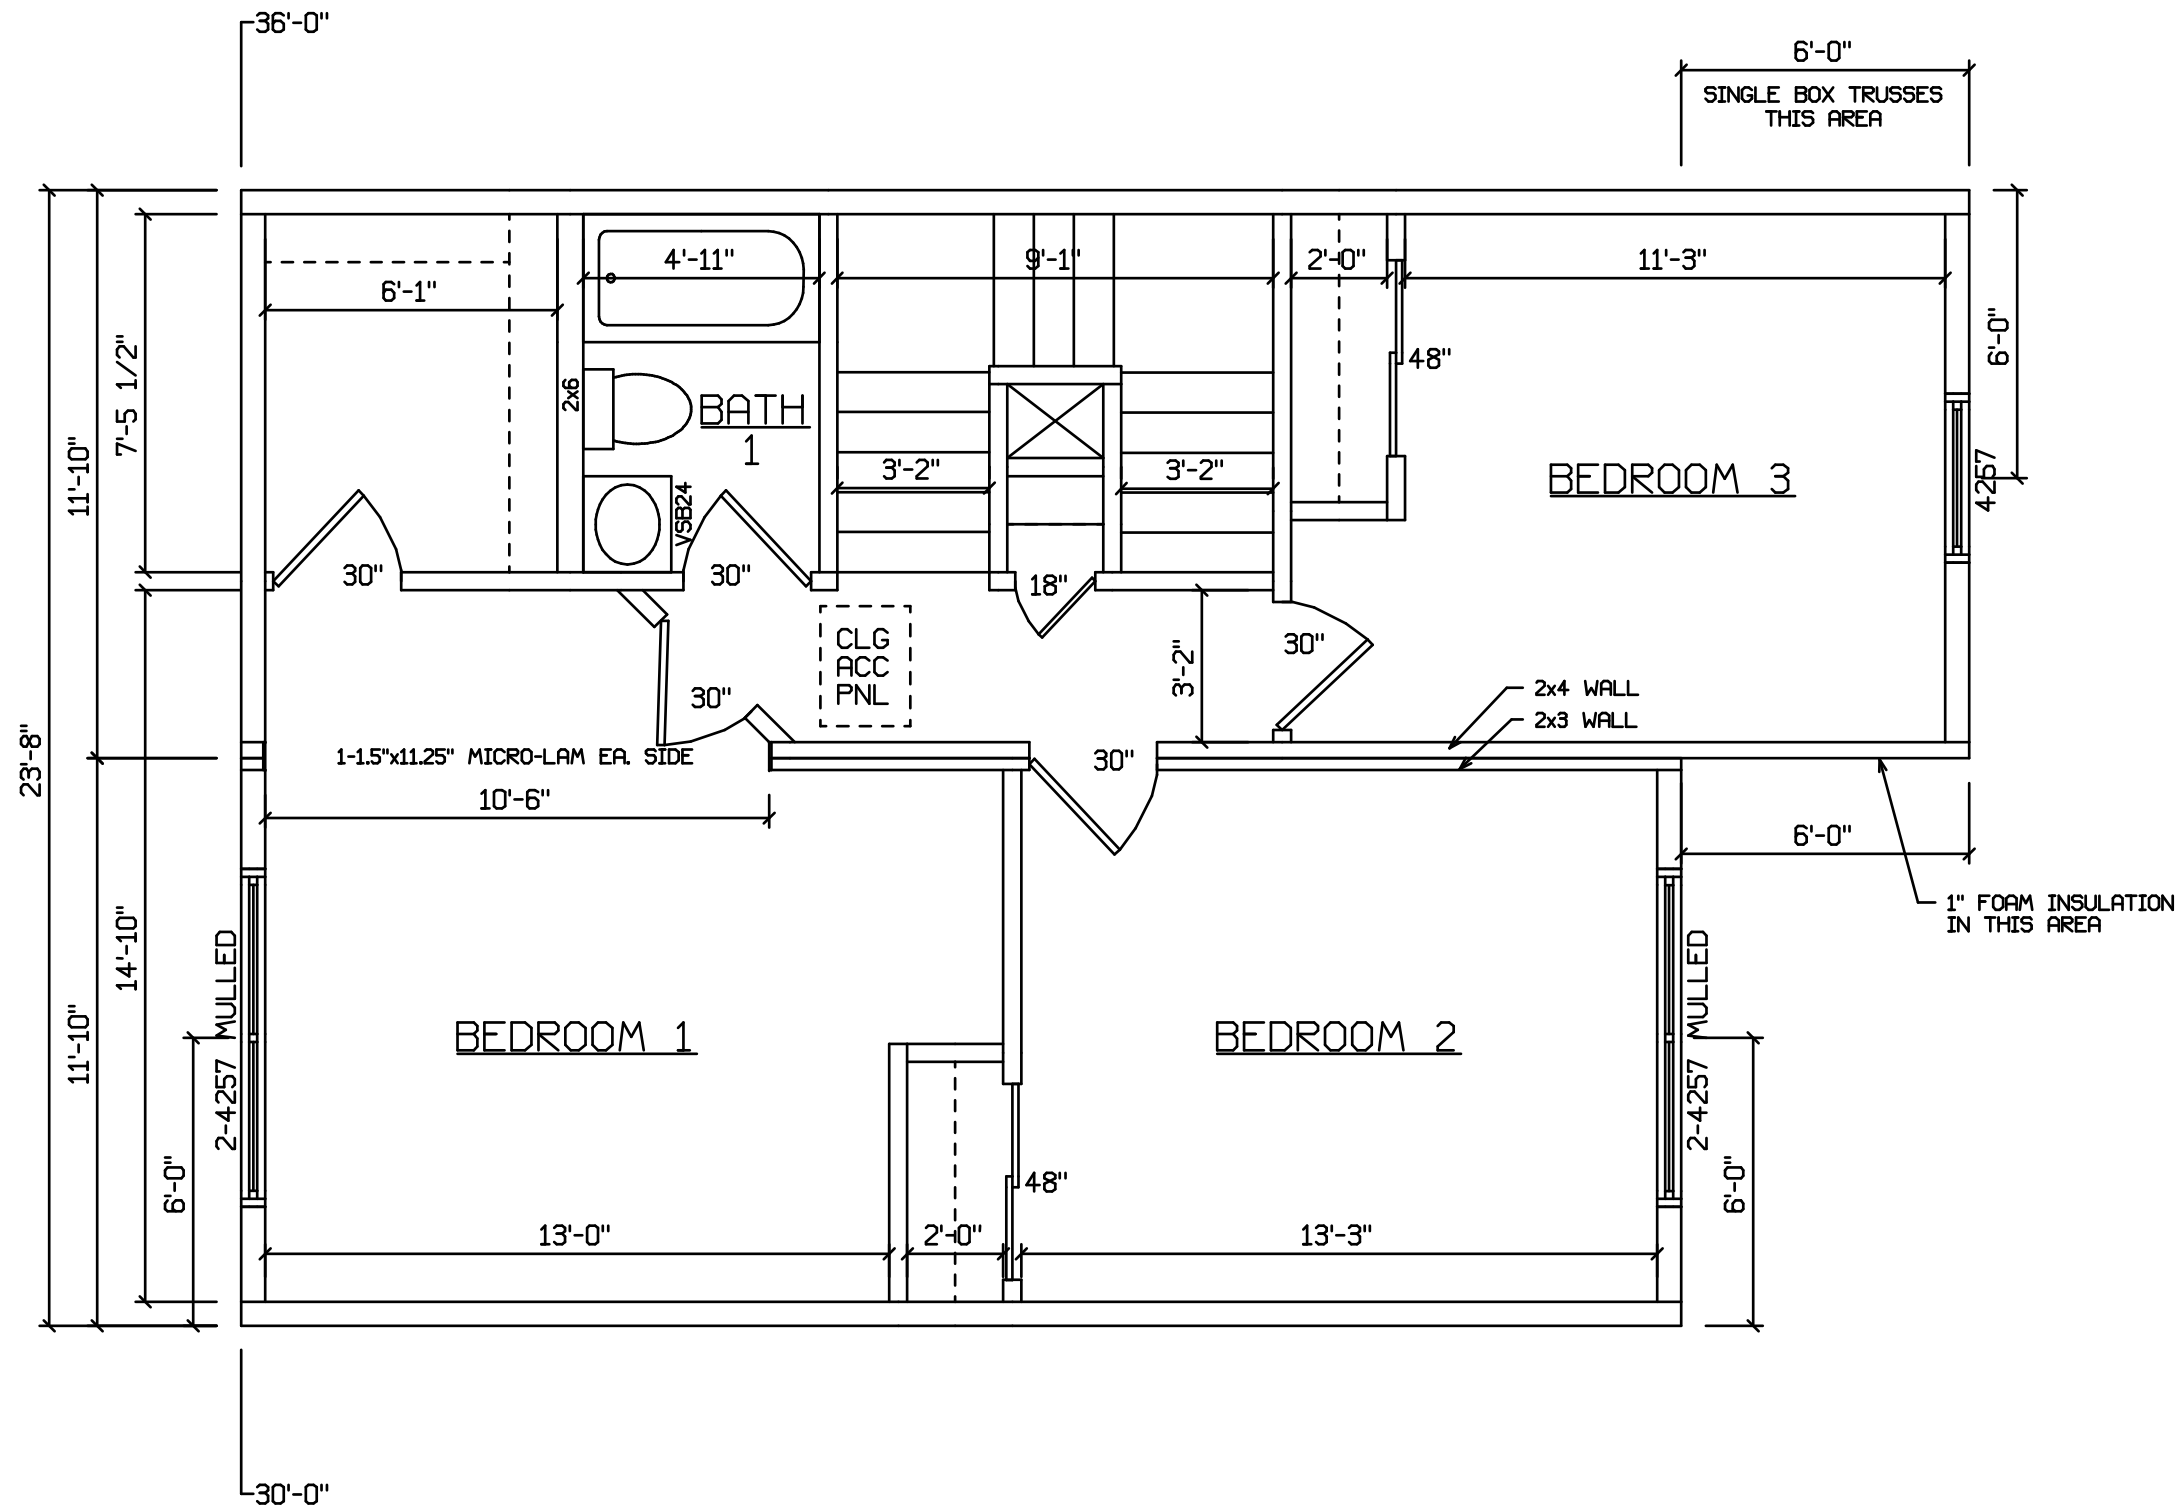 36'-0"
6'-0"
SINGLE BOX TRUSSES
THIS AREA
4'-11"
9'-1"
2'-0"
11'-3"
6'-1"
6'-0"
7'-5 1/2"
48"
2x6
BATH
1
11'-10"
3'-2"
3'-2"
BEDROOM 3
4257
VSB24
30"
30"
18"
CLG
ACC
PNL
30"
3'-2"
30"
2x4 WALL
2x3 WALL
23'-8"
1-1.5"x11.25" MICRO-LAM EA. SIDE
30"
10'-6"
6'-0"
1" FOAM INSULATION
IN THIS AREA
14'-10"
11'-10"
2-4257 MULLED
BEDROOM 1
BEDROOM 2
2-4257 MULLED
6'-0"
48"
6'-0"
13'-0"
2'-0"
13'-3"
30'-0"